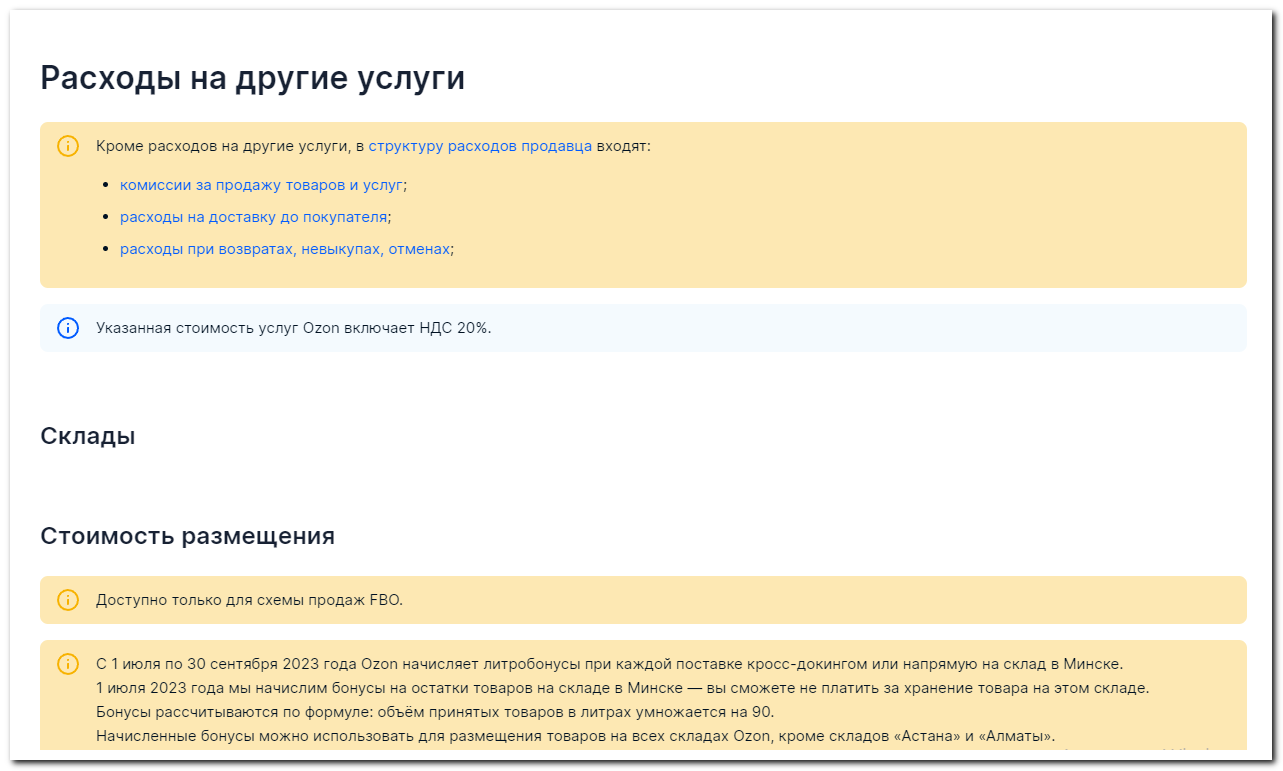 Расходы на другие услуги
Кроме расходов на другие услуги, в структуру расходов продавца входят:
• комиссии за продажу товаров и услуг;
• расходы на доставку до покупателя;
• расходы при возвратах, невыкупах, отменах;
Указанная стоимость услуг Ozon включает НДС 20%.
Склады
Стоимость размещения
Доступно только для схемы продаж FBO.
С 1 июля по 30 сентября 2023 года Ozon начисляет литробонусы при каждой поставке кросс-докингом или напрямую на склад в Минске.
1 июля 2023 года мы начислим бонусы на остатки товаров на складе в Минске — вы сможете не платить за хранение товара на этом складе.
Бонусы рассчитываются по формуле: объём принятых товаров в литрах умножается на 90.
Начисленные бонусы можно использовать для размещения товаров на всех складах Ozon, кроме складов «Астана» и «Алматы».